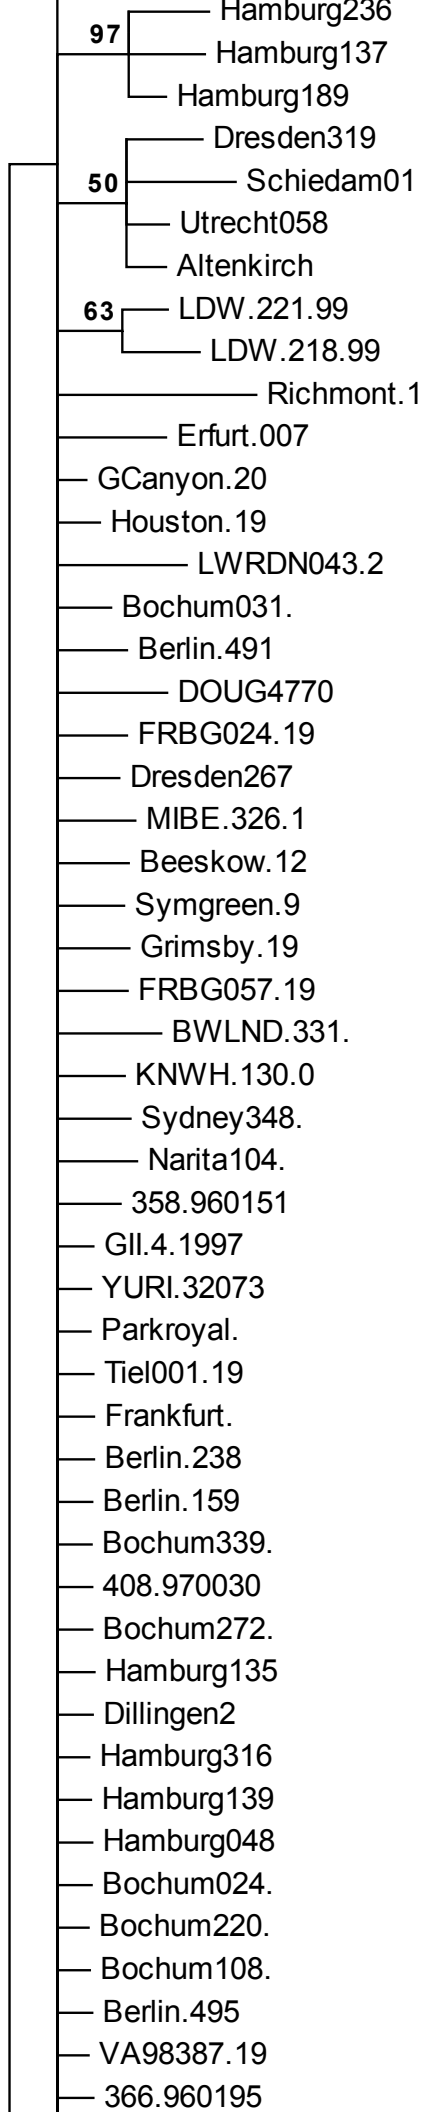 Hamburg236
97
Hamburg137
Hamburg189
Dresden319
50
Schiedam01
Utrecht058
Altenkirch
63
LDW.221.99
LDW.218.99
Richmont.1
Erfurt.007
GCanyon.20
Houston.19
LWRDN043.2
Bochum031.
Berlin.491
DOUG4770
FRBG024.19
Dresden267
MIBE.326.1
Beeskow.12
Symgreen.9
Grimsby.19
FRBG057.19
BWLND.331.
KNWH.130.0
Sydney348.
Narita104.
358.960151
GII.4.1997
YURI.32073
Parkroyal.
Tiel001.19
Frankfurt.
Berlin.238
Berlin.159
Bochum339.
408.970030
Bochum272.
Hamburg135
Dillingen2
Hamburg316
Hamburg139
Hamburg048
Bochum024.
Bochum220.
Bochum108.
Berlin.495
VA98387.19
366.960195